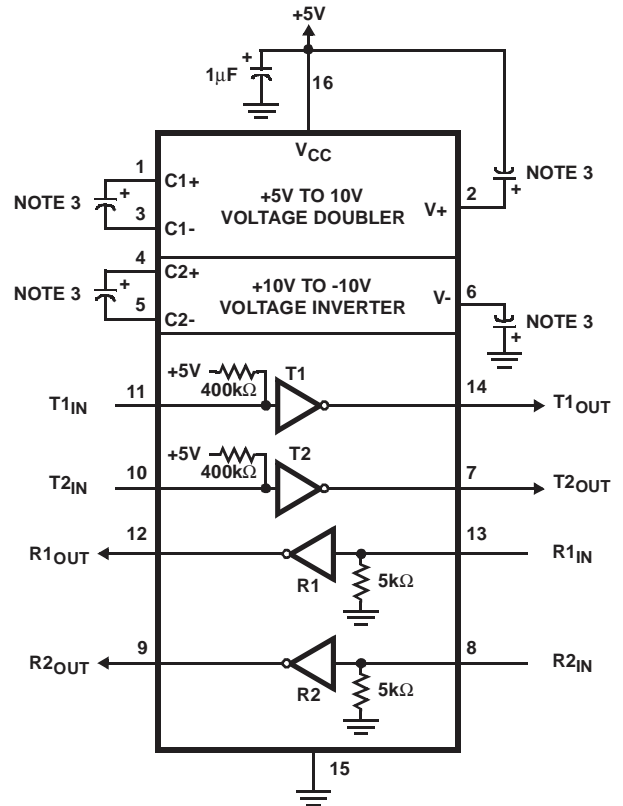 +5V
+
1μF
16
VCC
1
C1+
NOTE 3
+
3
C1-
+5V TO 10V
VOLTAGE DOUBLER
2
V+
NOTE 3
+
4
C2+
NOTE 3
+
5
C2-
+10V TO -10V
VOLTAGE INVERTER
6
V-
NOTE 3
+
T1IN
11
+5V
400kΩ
T1
14
T1OUT
T2IN
10
+5V
400kΩ
T2
7
T2OUT
R1OUT
12
R1
5kΩ
13
R1IN
R2OUT
9
R2
5kΩ
8
R2IN
15